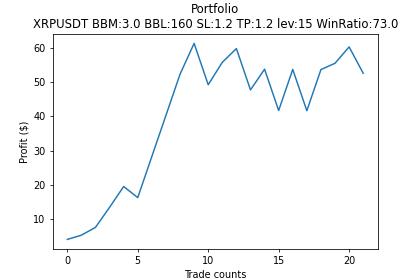 Portfolio
XRPUSDT BBM:3.0 BBL:160 SL:1.2 TP:1.2 lev:15 WinRatio:73.0
60
50
40
30
20
10
Profit ($)
0
5
10
15
20
Trade counts